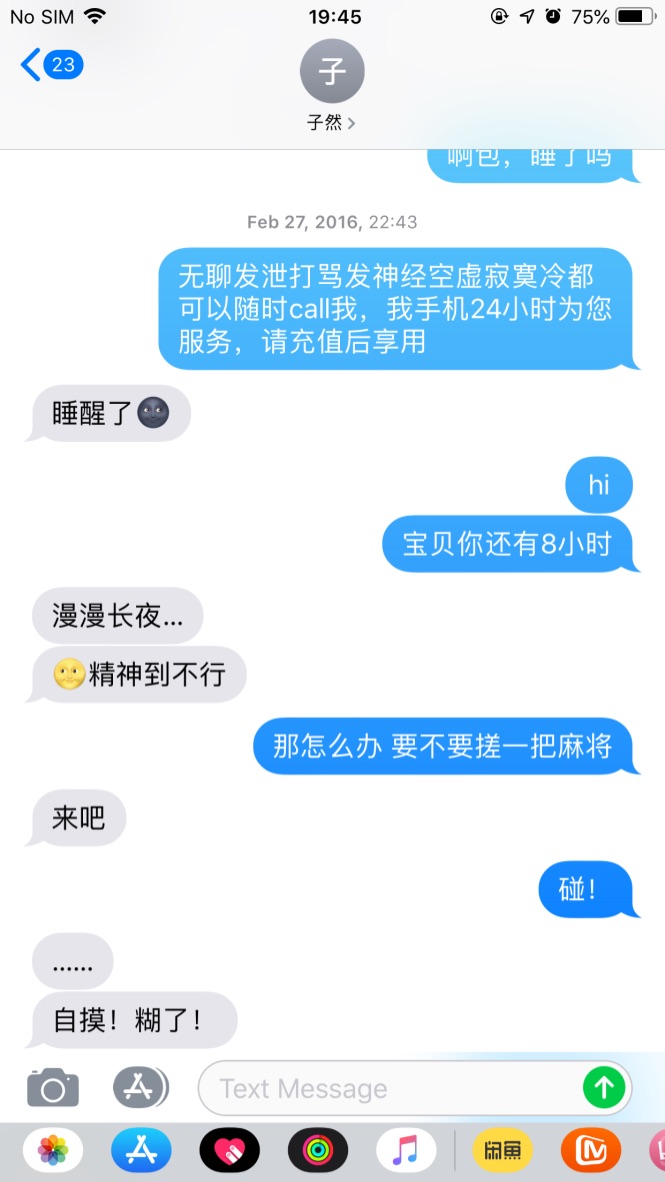 No SIM
19:45
75%
23
子
子然
啊包，睡了吗
Feb 27, 2016, 22:43
无聊发泄打骂发神经空虚寂寞冷都
可以随时call我，我手机24小时为您
服务，请充值后享用
睡醒了🌚
hi
宝贝你还有8小时
漫漫长夜...
🌝精神到不行
那怎么办 要不要搓一把麻将
来吧
碰！
......
自摸！糊了！
Text Message
闲鱼